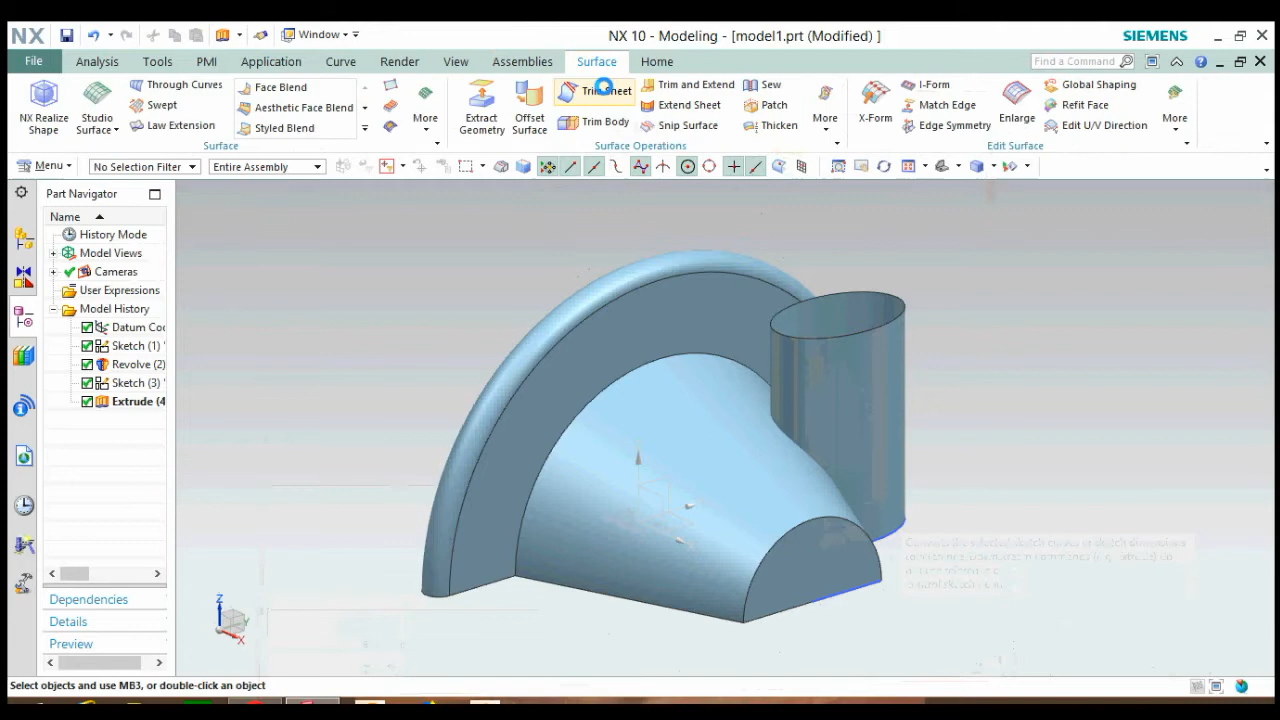 NX Window NX 10 - Modeling - [model1.prt (Modified) ] SIEMENS
File Analysis Tools PMI Application Curve Render View Assemblies Surface Home Find a Command
NX Realize Shape
Studio Surface
Through Curves
Swept
Law Extension
Face Blend
Aesthetic Face Blend
Styled Blend
More
Surface
Extract Geometry
Offset Surface
Trim Sheet
Trim Body
Trim and Extend
Extend Sheet
Snip Surface
Sew
Patch
Thicken
More
Surface Operations
X-Form
I-Form
Match Edge
Edge Symmetry
Enlarge
Global Shaping
Refit Face
Edit U/V Direction
More
Edit Surface
Menu No Selection Filter Entire Assembly
Part Navigator
Name
History Mode
Model Views
Cameras
User Expressions
Model History
Datum Coo
Sketch (1) "
Revolve (2)
Sketch (3) "
Extrude (4
Dependencies
Details
Preview
Z
Y
X
Select objects and use MB3, or double-click an object